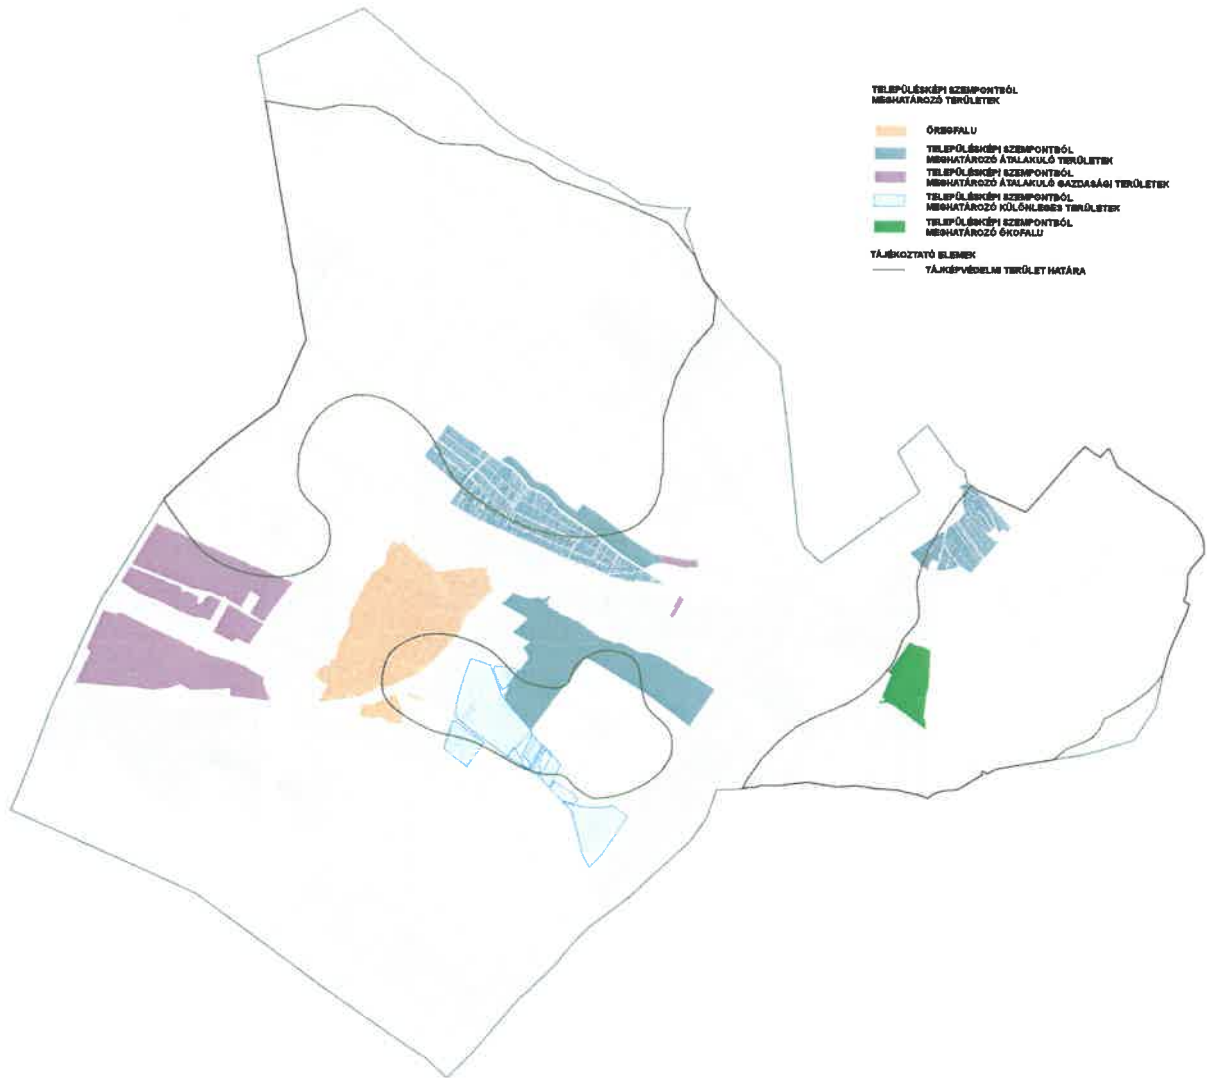 TELEPÜLÉSKÉPI SZEMPONTBÓL
MEGHATÁROZÓ TERÜLETEK
ÖREGFALU
TELEPÜLÉSKÉPI SZEMPONTBÓL
MEGHATÁROZÓ ÁTALAKULÓ TERÜLETEK
TELEPÜLÉSKÉPI SZEMPONTBÓL
MEGHATÁROZÓ ÁTALAKULÓ GAZDASÁGI TERÜLETEK
TELEPÜLÉSKÉPI SZEMPONTBÓL
MEGHATÁROZÓ KÜLÖNLEGES TERÜLETEK
TELEPÜLÉSKÉPI SZEMPONTBÓL
MEGHATÁROZÓ ÖKOFALU
TÁJÉKOZTATÓ ELEMEK
TÁJKÉPVÉDELMI TERÜLET HATÁRA